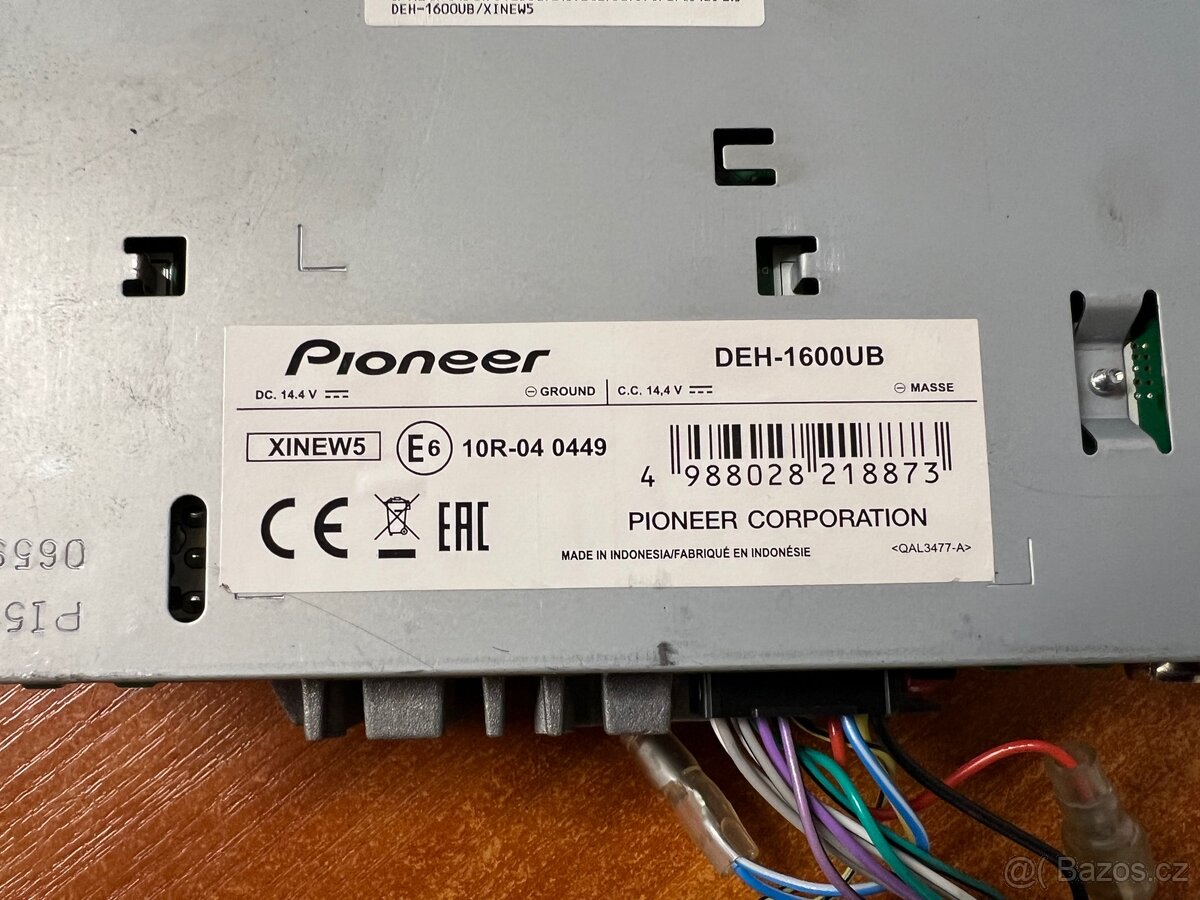 DEH-1600UB/XINEW5
Pioneer DEH-1600UB
DC. 14.4 V ⊖ GROUND C.C. 14,4 V ⊖ MASSE
XINEW5 E6 10R-04 0449
4 988028 218873
CE EAC PIONEER CORPORATION
MADE IN INDONESIA/FABRIQUÉ EN INDONÉSIE <QAL3477-A>
@( Bazos.cz